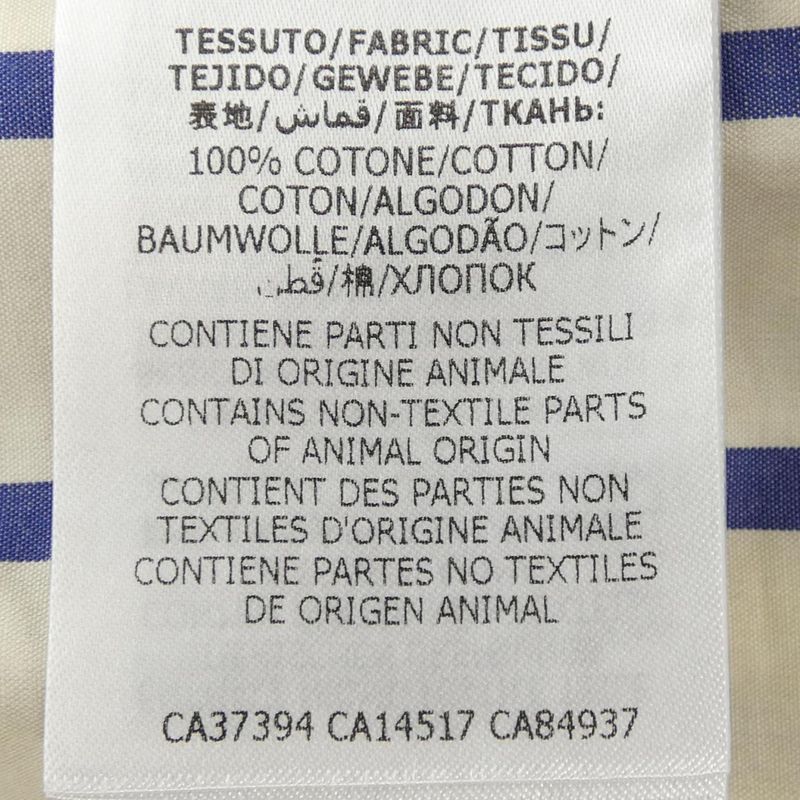 TESSUTO/FABRIC/TISSU/
TEJIDO/GEWEBE/TECIDO/
表地/قماش/面料/ТКАНЬ:
100% COTONE/COTTON/
COTON/ALGODON/
BAUMWOLLE/ALGODÃO/コットン/
قطن/棉/ХЛОПОК
CONTIENE PARTI NON TESSILI
DI ORIGINE ANIMALE
CONTAINS NON-TEXTILE PARTS
OF ANIMAL ORIGIN
CONTIENT DES PARTIES NON
TEXTILES D'ORIGINE ANIMALE
CONTIENE PARTES NO TEXTILES
DE ORIGEN ANIMAL
CA37394 CA14517 CA84937